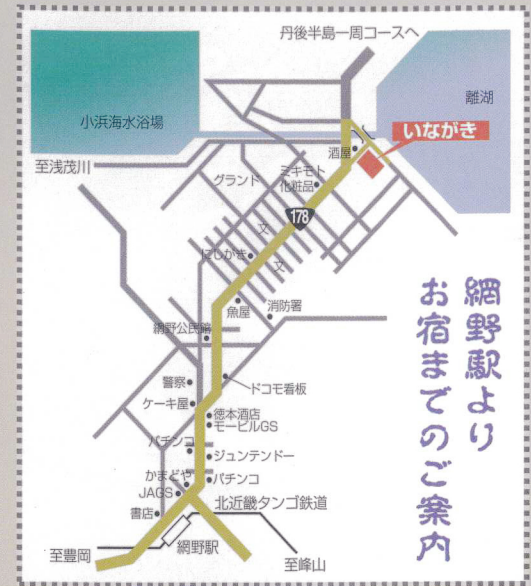 丹後半島一周コースへ
離湖
小浜海水浴場
いながき
酒屋
至浅茂川
ミキモト
化粧品
グランド
178
文
にしがき
文
魚屋
消防署
網野公民館
警察
ドコモ看板
ケーキ屋
徳本酒店
モービルGS
パチンコ
ジュンテンドー
かまどや
パチンコ
JAGS
北近畿タンゴ鉄道
書店
網野駅
至豊岡
至峰山
網野駅より
お宿までのご案内